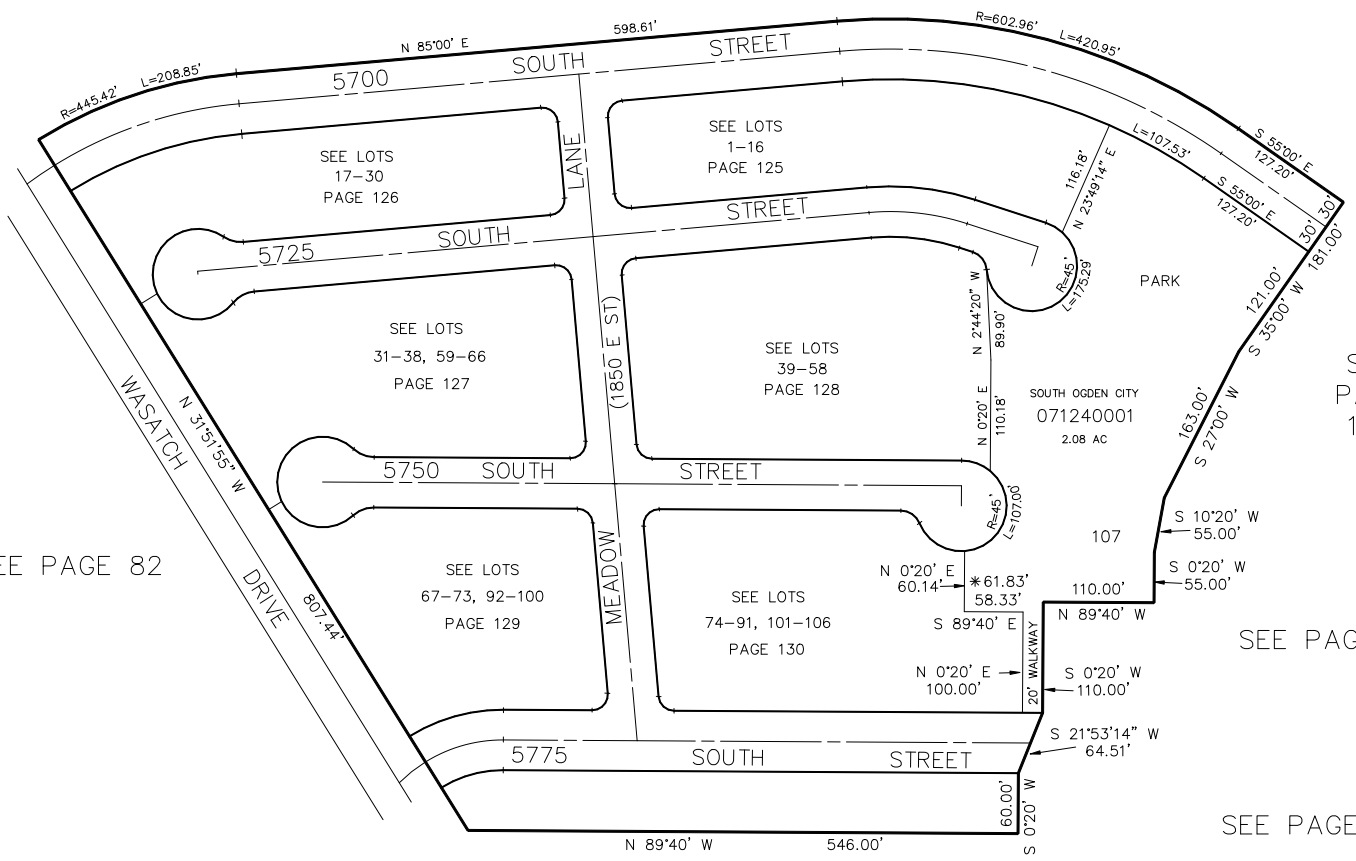 N 85°00' E
598.61'
R=602.96'
L=420.95'
R=445.42'
L=208.85'
5700 SOUTH STREET
S 55°00' E
127.20'
L=107.53'
S 55°00' E
127.20'
30'
30'
181.00'
SEE LOTS
17-30
PAGE 126
LANE
SEE LOTS
1-16
PAGE 125
116.18'
N 23°49'14" E
5725 SOUTH STREET
R=45'
L=175.29'
PARK
121.00'
S 35°00' W
SEE LOTS
31-38, 59-66
PAGE 127
(1850 E ST)
SEE LOTS
39-58
PAGE 128
N 2°44'20" W
89.90'
N 0°20' E
110.18'
SOUTH OGDEN CITY
071240001
2.08 AC
163.00'
S 27°00' W
WASATCH DRIVE
N 31°51'55" W
807.44'
5750 SOUTH STREET
R=45'
L=107.00'
107
S 10°20' W
55.00'
S 0°20' W
55.00'
EE PAGE 82
SEE LOTS
67-73, 92-100
PAGE 129
MEADOW
SEE LOTS
74-91, 101-106
PAGE 130
N 0°20' E
60.14'
*61.83'
58.33'
S 89°40' E
110.00'
N 89°40' W
SEE PAG
N 0°20' E
100.00'
20' WALKWAY
S 0°20' W
110.00'
S 21°53'14" W
64.51'
5775 SOUTH STREET
60.00'
S 0°20' W
N 89°40' W
546.00'
SEE PAGE